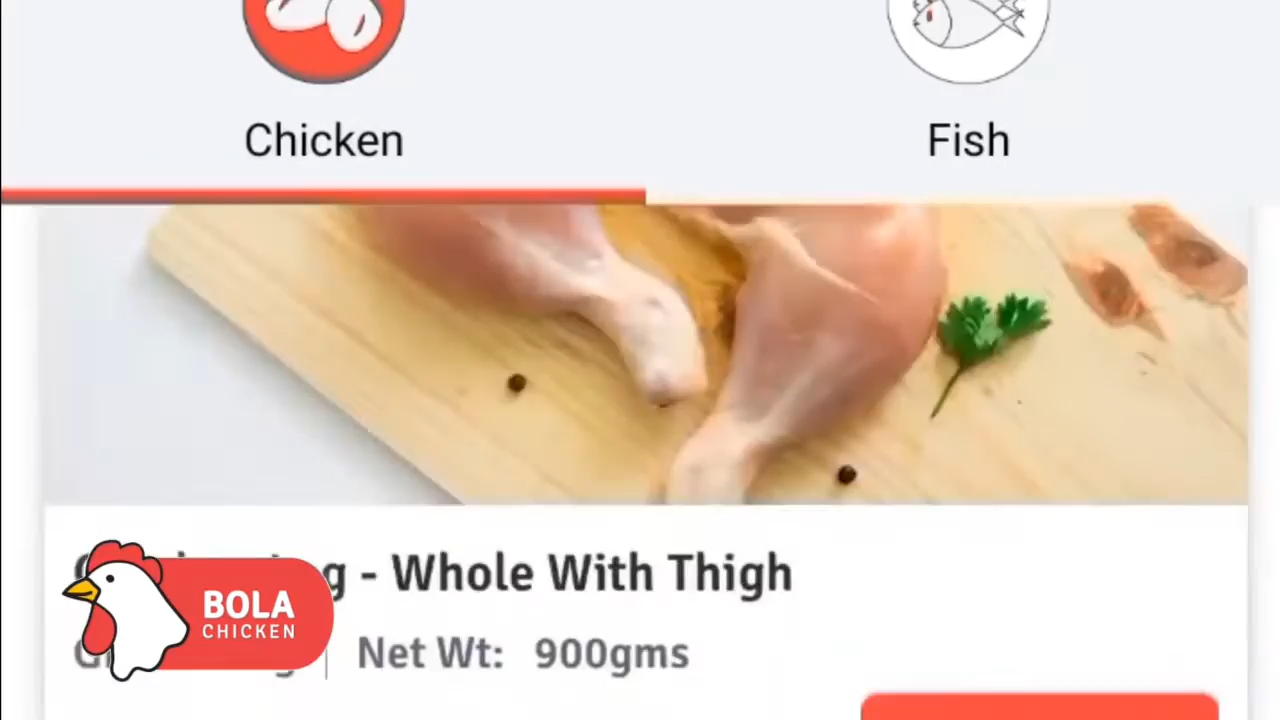 Chicken
Fish
g - Whole With Thigh
BOLA
CHICKEN
Net Wt: 900gms